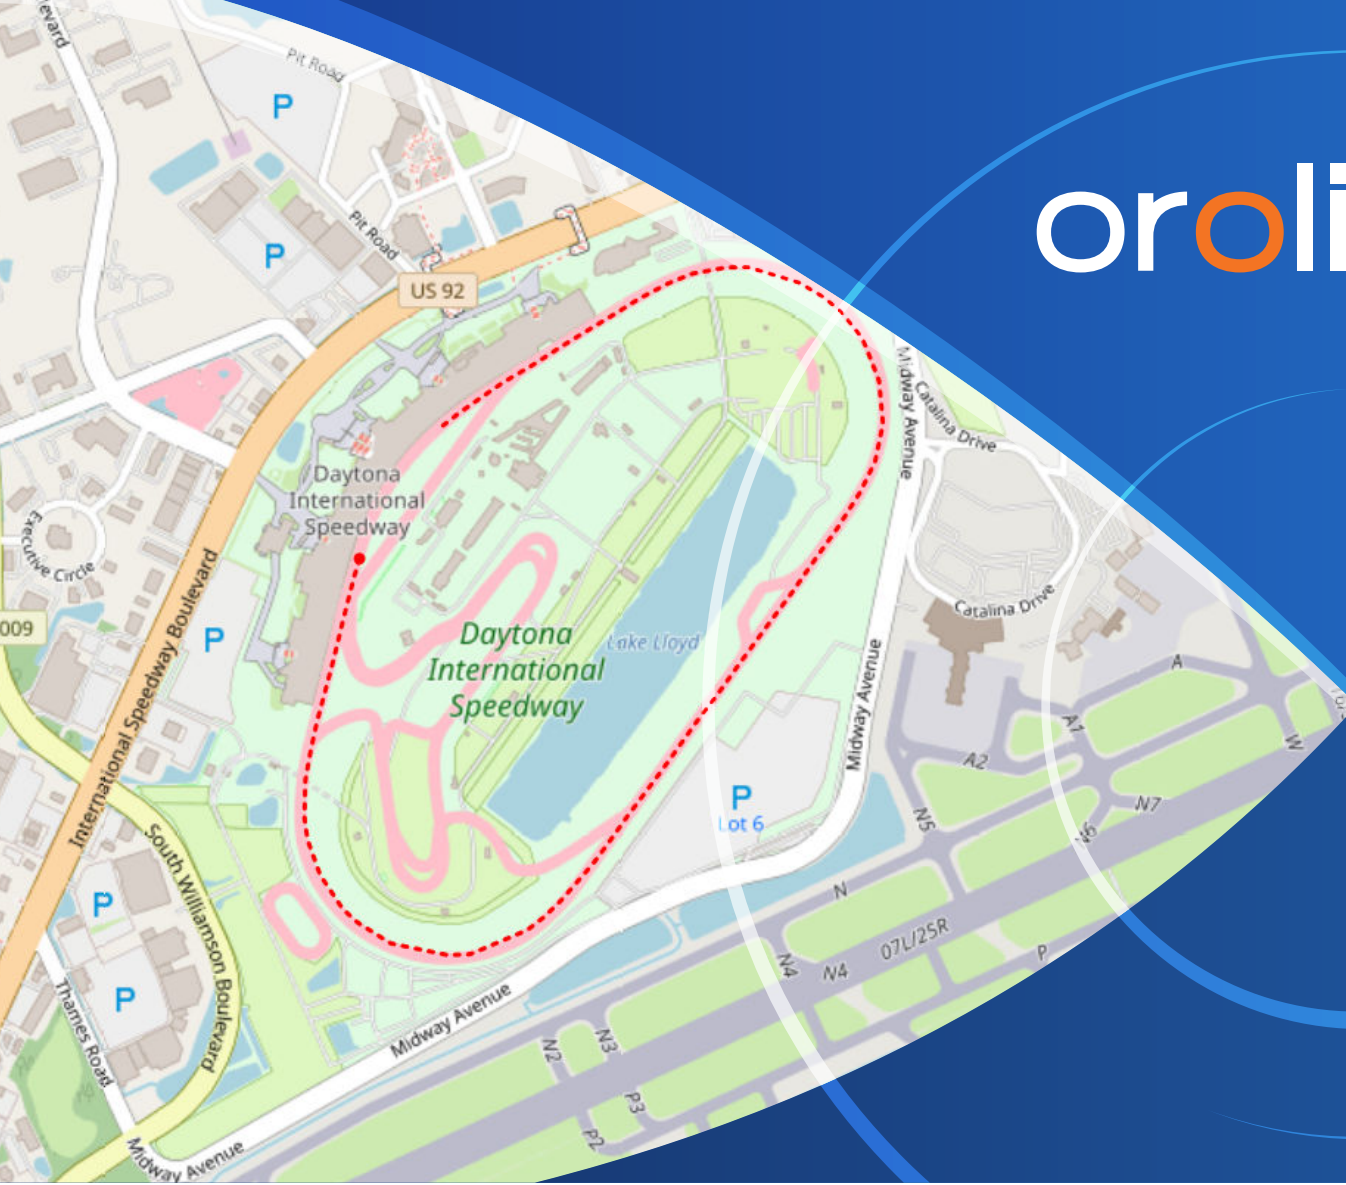 Pit Road
P
P
Pit Road
US 92
oroli
Daytona
International
Speedway
Midway Avenue
Catalina Drive
Executive Circle
009
P
International Speedway Boulevard
Daytona
International
Speedway
Lake Lloyd
Catalina Drive
Midway Avenue
A
A1
W
A2
N7
N6
N5
P
Lot 6
South Williamson Boulevard
P
N
07L/25R
N4
N4
P
P
Thames Road
Midway Avenue
N2
N3
P3
P2
Midway Avenue